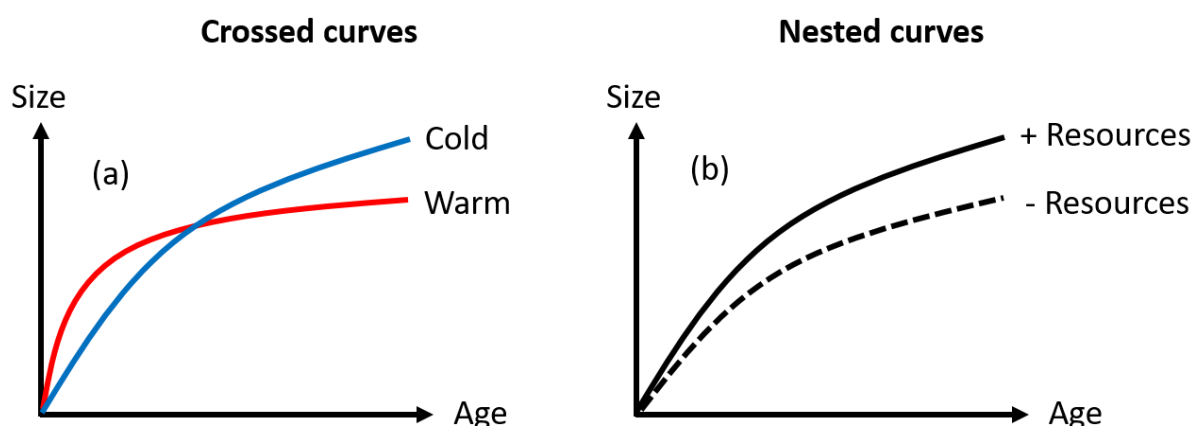 Crossed curves
Size
(a)
Cold
Warm
Age
Nested curves
Size
(b)
+ Resources
- Resources
Age